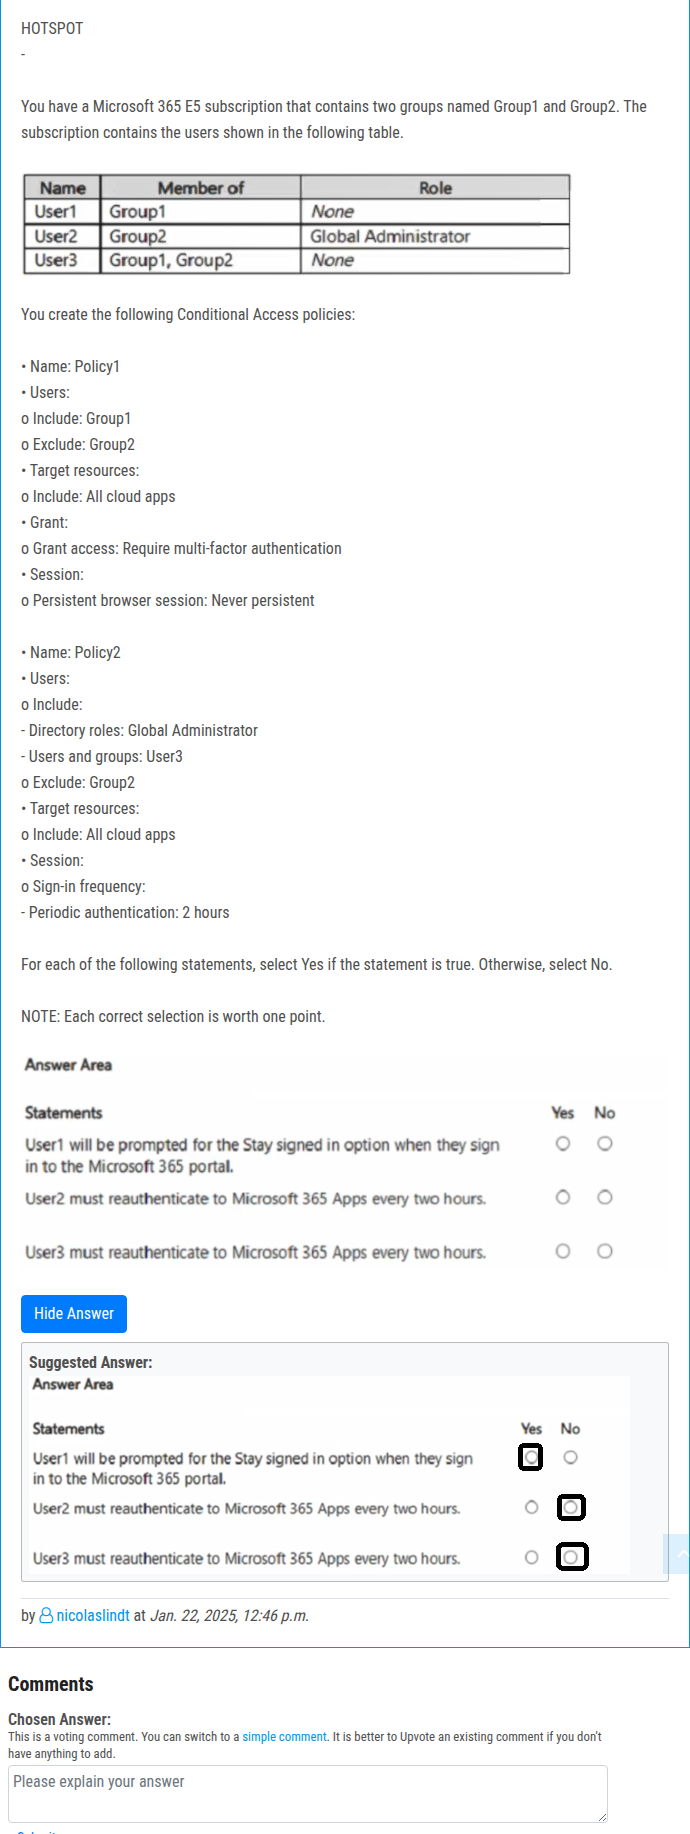 HOTSPOT
-
You have a Microsoft 365 E5 subscription that contains two groups named Group1 and Group2. The
subscription contains the users shown in the following table.
Name Member of Role
User1 Group1 None
User2 Group2 Global Administrator
User3 Group1, Group2 None
You create the following Conditional Access policies:
• Name: Policy1
• Users:
o Include: Group1
o Exclude: Group2
• Target resources:
o Include: All cloud apps
• Grant:
o Grant access: Require multi-factor authentication
• Session:
o Persistent browser session: Never persistent
• Name: Policy2
• Users:
o Include:
- Directory roles: Global Administrator
- Users and groups: User3
o Exclude: Group2
• Target resources:
o Include: All cloud apps
• Session:
o Sign-in frequency:
- Periodic authentication: 2 hours
For each of the following statements, select Yes if the statement is true. Otherwise, select No.
NOTE: Each correct selection is worth one point.
Answer Area
Statements Yes No
User1 will be prompted for the Stay signed in option when they sign
in to the Microsoft 365 portal.
User2 must reauthenticate to Microsoft 365 Apps every two hours.
User3 must reauthenticate to Microsoft 365 Apps every two hours.
Hide Answer
Suggested Answer:
Answer Area
Statements Yes No
User1 will be prompted for the Stay signed in option when they sign
in to the Microsoft 365 portal.
User2 must reauthenticate to Microsoft 365 Apps every two hours.
User3 must reauthenticate to Microsoft 365 Apps every two hours.
by nicolaslindt at Jan. 22, 2025, 12:46 p.m.
Comments
Chosen Answer:
This is a voting comment. You can switch to a simple comment. It is better to Upvote an existing comment if you don't
have anything to add.
Please explain your answer